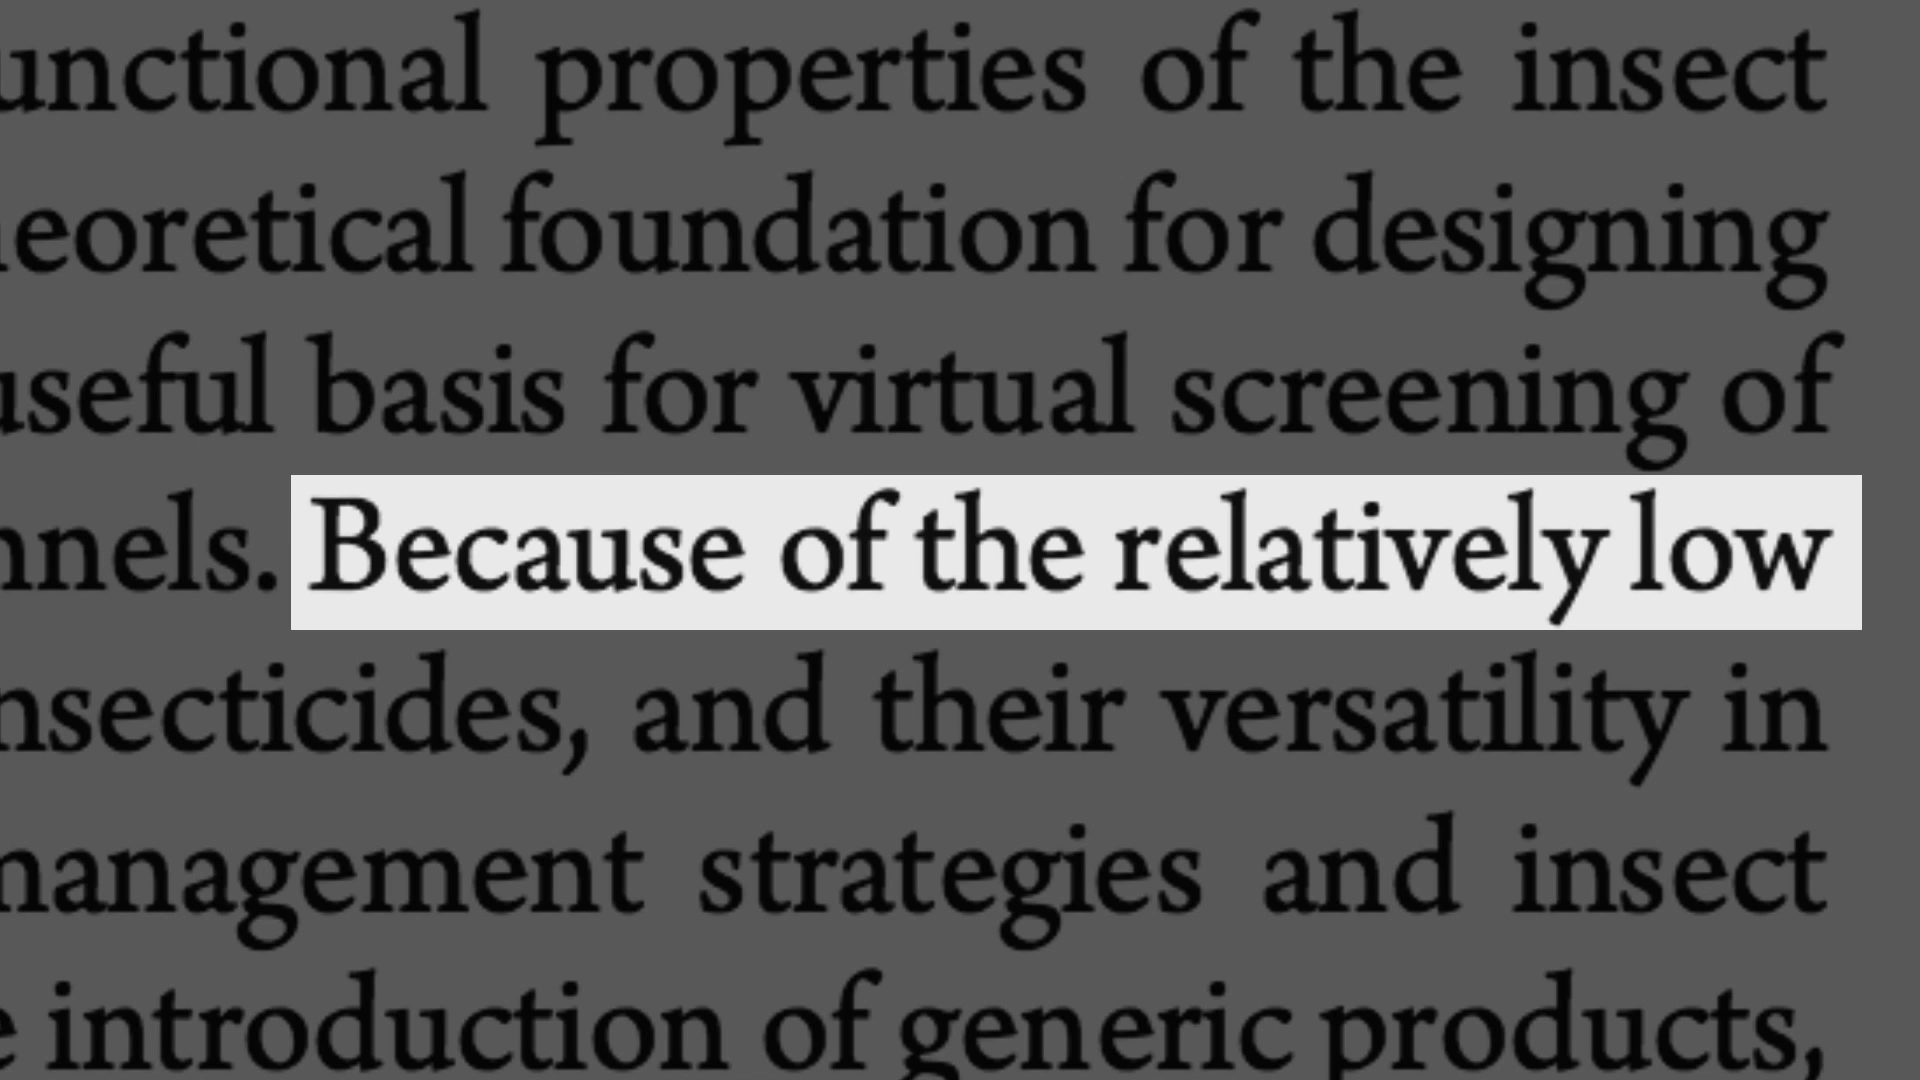 unctional properties of the insect
eoretical foundation for designing
useful basis for virtual screening of
nnels. Because of the relatively low
nsecticides, and their versatility in
management strategies and insect
e introduction of generic products,